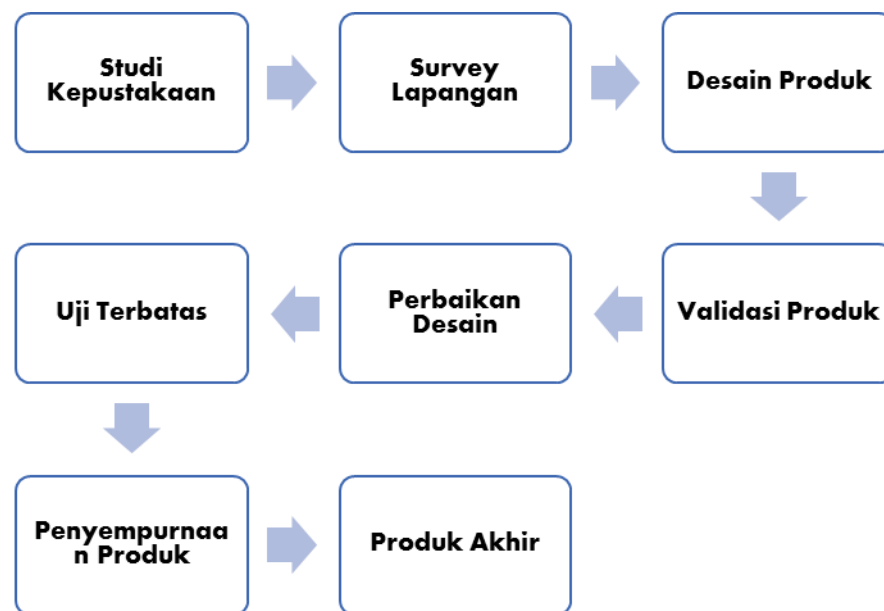 Studi
Kepustakaan
Survey
Lapangan
Desain Produk
Validasi Produk
Perbaikan
Desain
Uji Terbatas
Penyempurnaa
n Produk
Produk Akhir